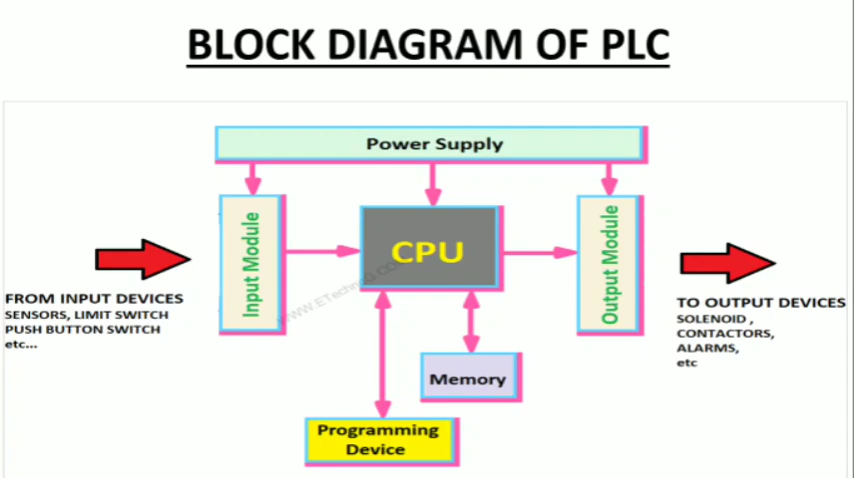 BLOCK DIAGRAM OF PLC
Power Supply
Input Module
CPU
Output Module
FROM INPUT DEVICES
SENSORS, LIMIT SWITCH
PUSH BUTTON SWITCH
etc...
TO OUTPUT DEVICES
SOLENOID ,
CONTACTORS,
ALARMS,
etc
Memory
Programming
Device